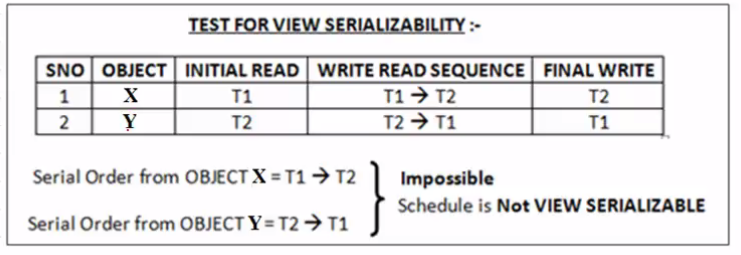 TEST FOR VIEW SERIALIZABILITY :-
SNO OBJECT INITIAL READ WRITE READ SEQUENCE FINAL WRITE
1 X T1 T1 → T2 T2
2 Y T2 T2 → T1 T1
Serial Order from OBJECT X = T1 → T2
Impossible
Schedule is Not VIEW SERIALIZABLE
Serial Order from OBJECT Y= T2 → T1